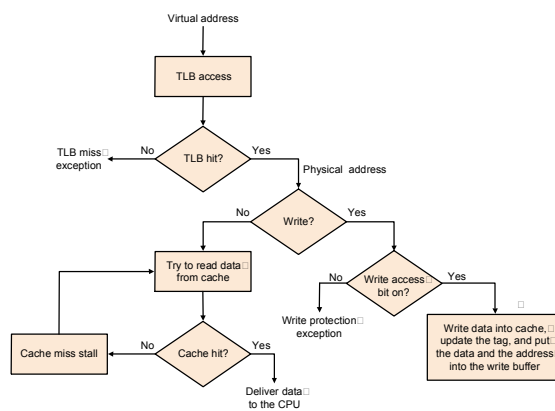 Virtual address
TLB access
TLB hit?
No
Yes
TLB miss
exception
Physical address
Write?
No
Yes
Try to read data
from cache
Write access
bit on?
No
Yes
Write protection
exception
Write data into cache,
update the tag, and put
the data and the address
into the write buffer
Cache hit?
No
Yes
Cache miss stall
Deliver data
to the CPU